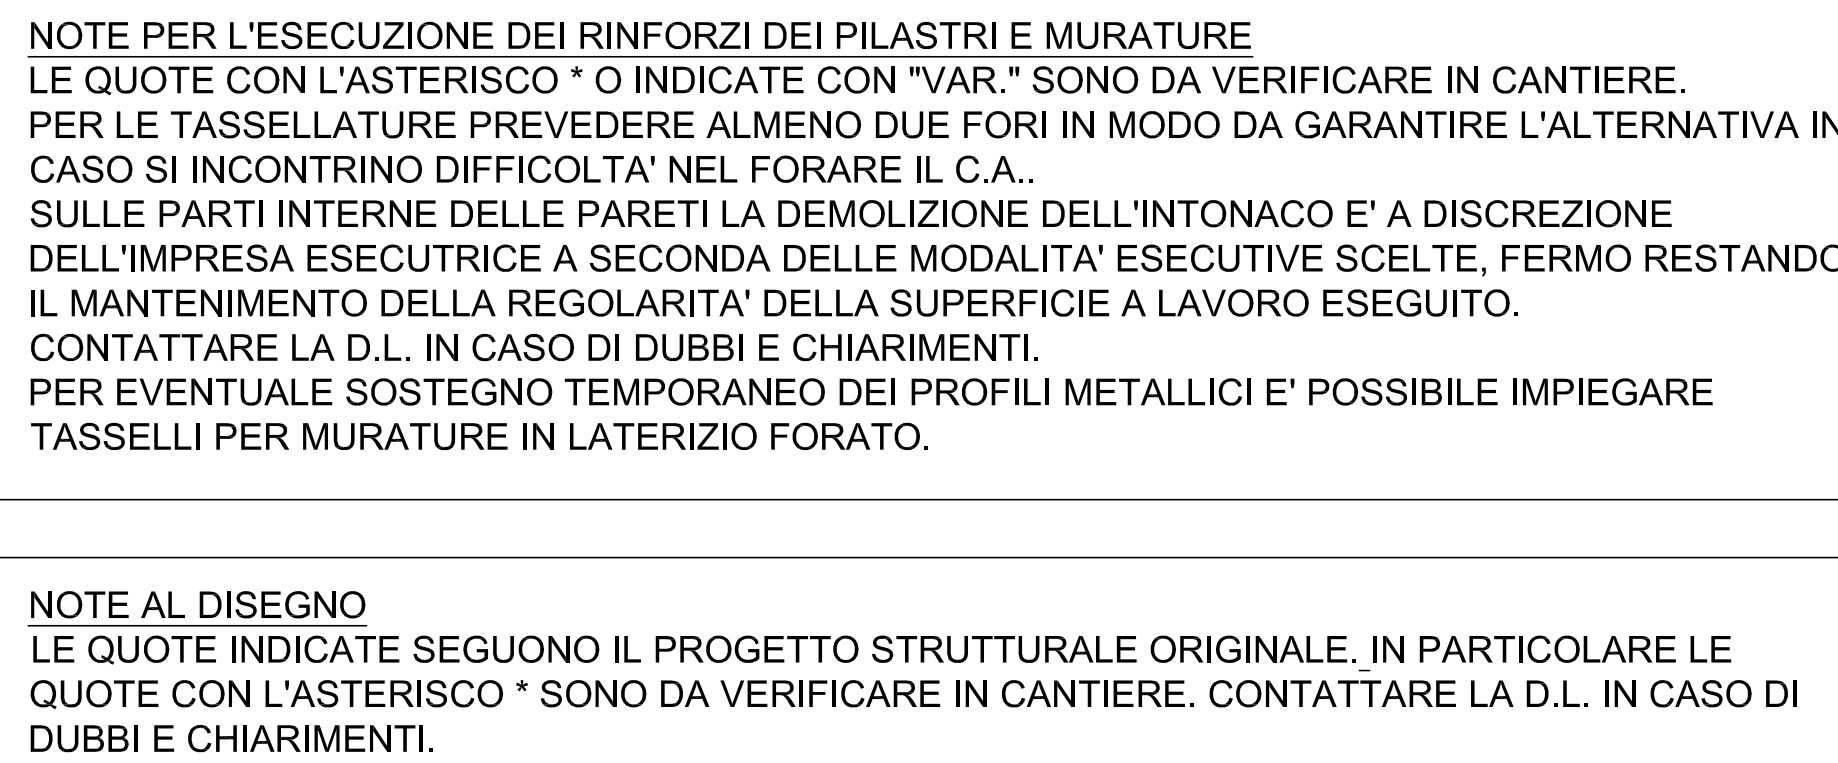 NOTE PER L'ESECUZIONE DEI RINFORZI DEI PILASTRI E MURATURE
LE QUOTE CON L'ASTERISCO * O INDICATE CON "VAR." SONO DA VERIFICARE IN CANTIERE.
PER LE TASSELLATURE PREVEDERE ALMENO DUE FORI IN MODO DA GARANTIRE L'ALTERNATIVA IN
CASO SI INCONTRINO DIFFICOLTA' NEL FORARE IL C.A..
SULLE PARTI INTERNE DELLE PARETI LA DEMOLIZIONE DELL'INTONACO E' A DISCREZIONE
DELL'IMPRESA ESECUTRICE A SECONDA DELLE MODALITA' ESECUTIVE SCELTE, FERMO RESTANDO
IL MANTENIMENTO DELLA REGOLARITA' DELLA SUPERFICIE A LAVORO ESEGUITO.
CONTATTARE LA D.L. IN CASO DI DUBBI E CHIARIMENTI.
PER EVENTUALE SOSTEGNO TEMPORANEO DEI PROFILI METALLICI E' POSSIBILE IMPIEGARE
TASSELLI PER MURATURE IN LATERIZIO FORATO.
NOTE AL DISEGNO
LE QUOTE INDICATE SEGUONO IL PROGETTO STRUTTURALE ORIGINALE. IN PARTICOLARE LE
QUOTE CON L'ASTERISCO * SONO DA VERIFICARE IN CANTIERE. CONTATTARE LA D.L. IN CASO DI
DUBBI E CHIARIMENTI.